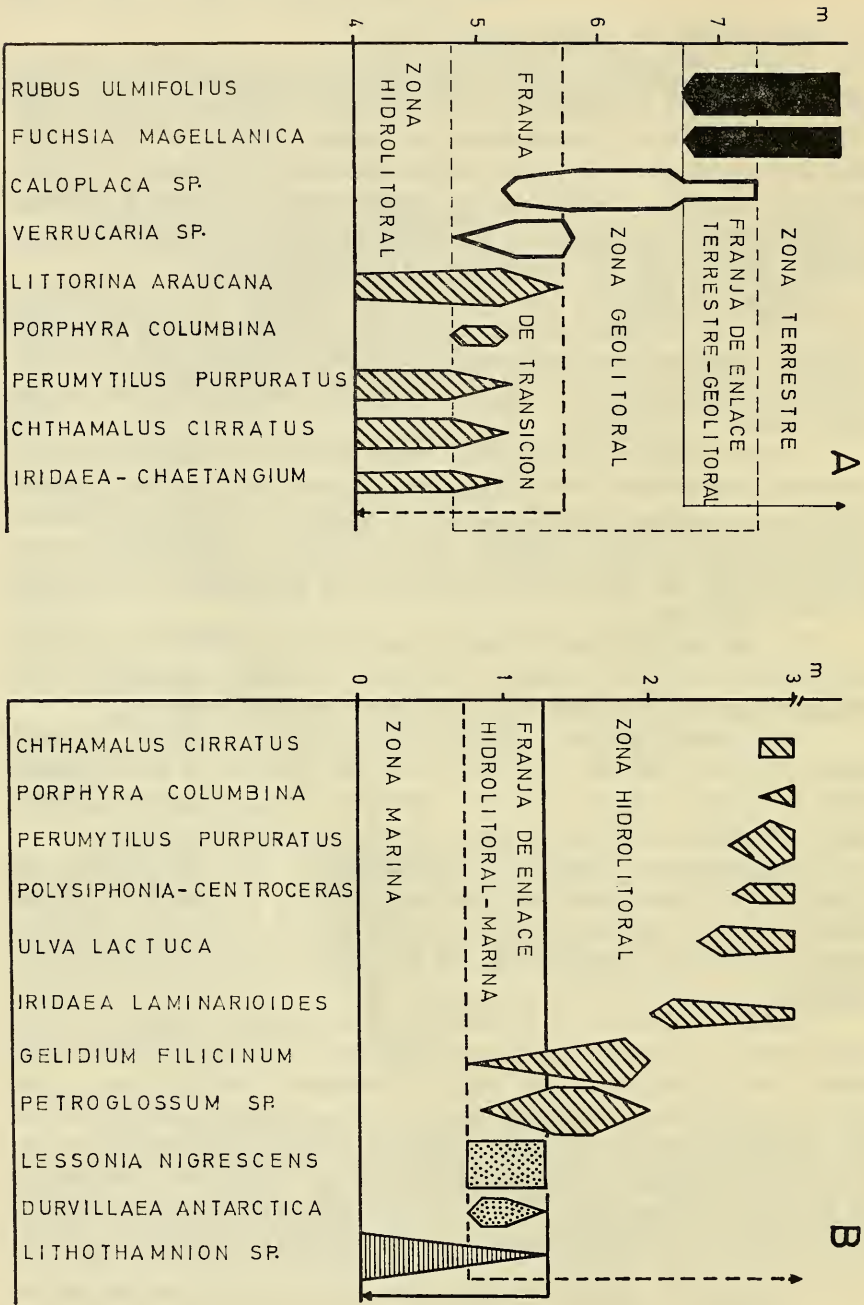 A
m
7
6
5
4
ZONA TERRESTRE
FRANJA DE ENLACE
TERRESTRE-GEOLITORAL
ZONA GEOLITORAL
FRANJA DE TRANSICION
ZONA
HIDROLITORAL
RUBUS ULMIFOLIUS
FUCHSIA MAGELLANICA
CALOPLACA SP.
VERRUCARIA SP.
LITTORINA ARAUCANA
PORPHYRA COLUMBINA
PERUMYTILUS PURPURATUS
CHTHAMALUS CIRRATUS
IRIDAEA-CHAETANGIUM
B
m
3
2
1
0
ZONA HIDROLITORAL
FRANJA DE ENLACE
HIDROLITORAL-MARINA
ZONA MARINA
CHTHAMALUS CIRRATUS
PORPHYRA COLUMBINA
PERUMYTILUS PURPURATUS
POLYSIPHONIA-CENTROCERAS
ULVA LACTUCA
IRIDAEA LAMINARIOIDES
GELIDIUM FILICINUM
PETROGLOSSUM SP.
LESSONIA NIGRESCENS
DURVILLAEA ANTARCTICA
LITHOTHAMNION SP.